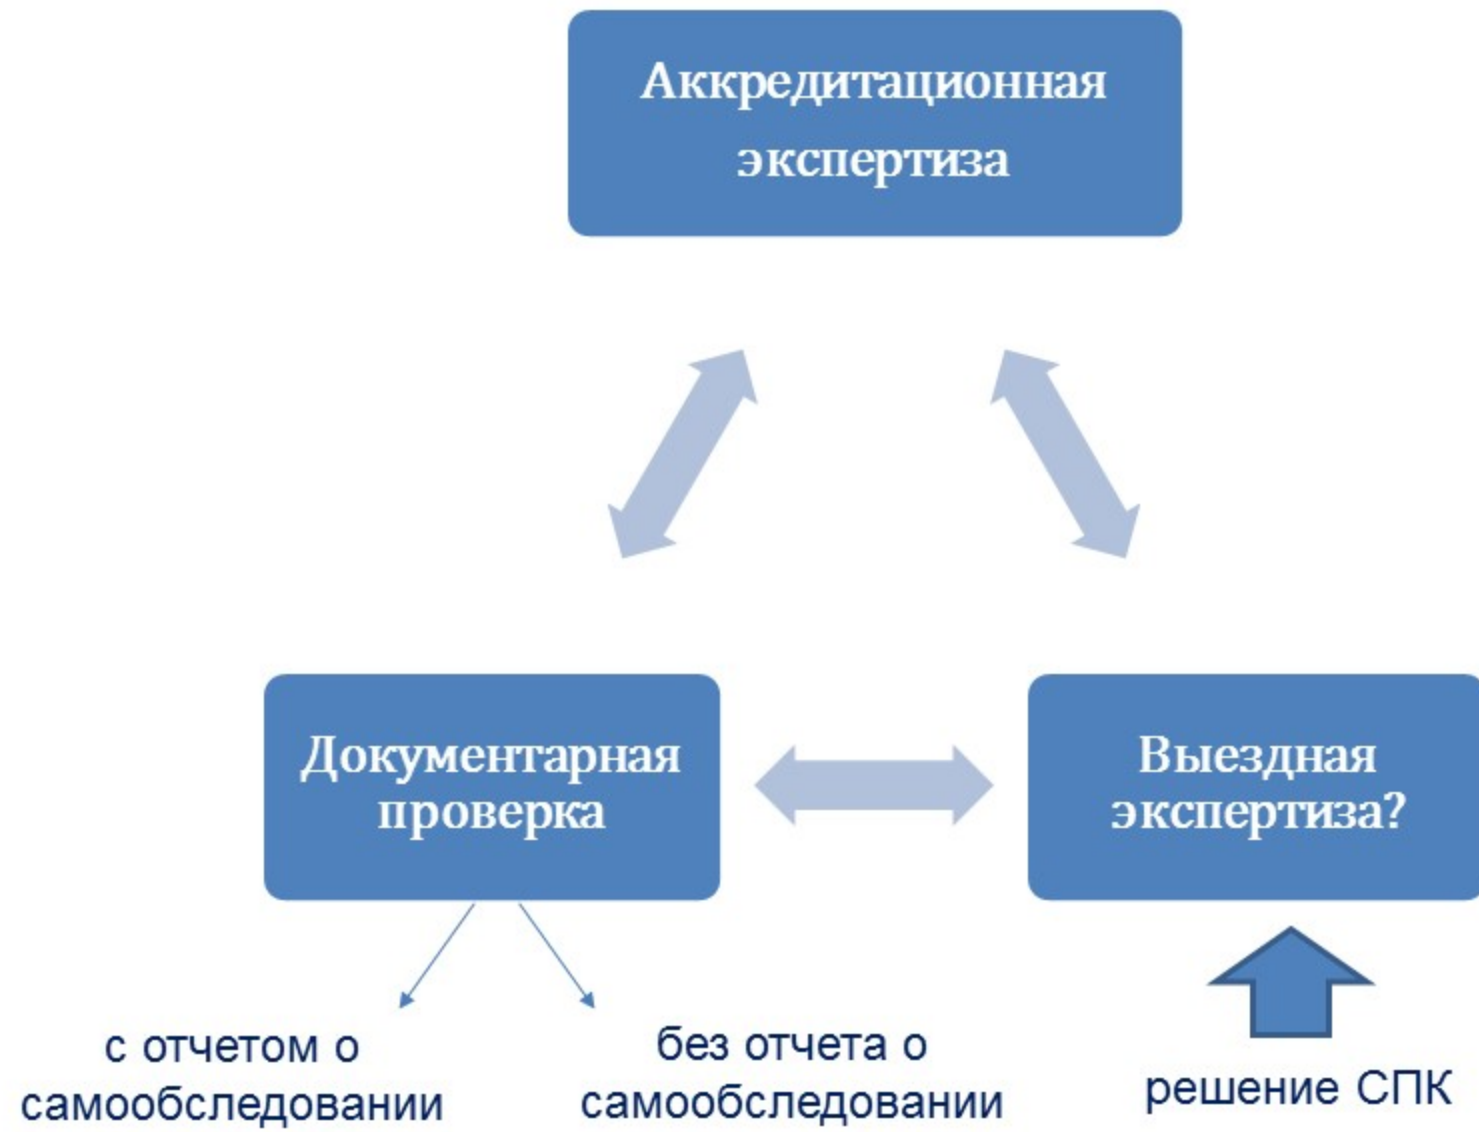 Аккредитационная
экспертиза
Документарная
проверка
Выездная
экспертиза?
с отчетом о
самообследовании
без отчета о
самообследовании
решение СПК